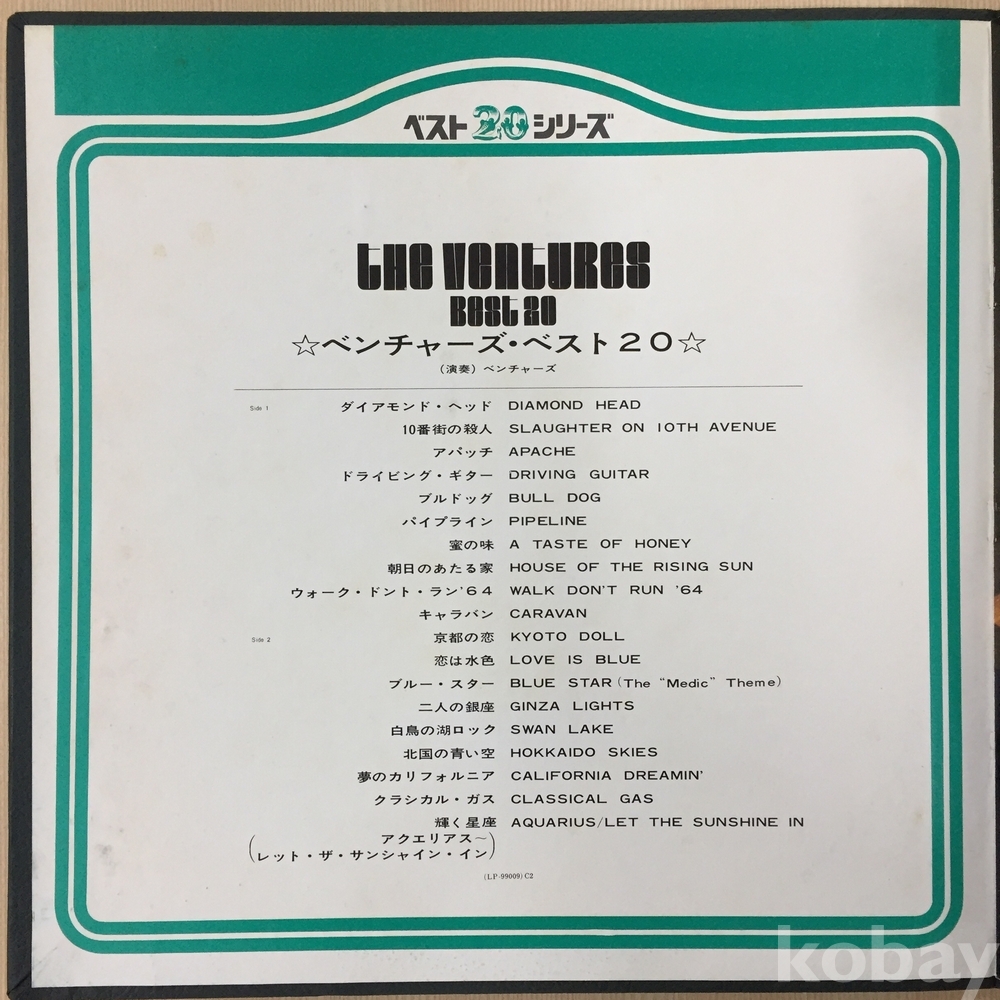 ベスト20シリーズ
THE VENTURES
BEST 20
☆ベンチャーズ・ベスト20☆
（演奏）ベンチャーズ
Side 1 ダイアモンド・ヘッド DIAMOND HEAD
10番街の殺人 SLAUGHTER ON 10TH AVENUE
アパッチ APACHE
ドライビング・ギター DRIVING GUITAR
ブルドッグ BULL DOG
パイプライン PIPELINE
蜜の味 A TASTE OF HONEY
朝日のあたる家 HOUSE OF THE RISING SUN
ウォーク・ドント・ラン'64 WALK DON'T RUN '64
キャラバン CARAVAN
Side 2 京都の恋 KYOTO DOLL
恋は水色 LOVE IS BLUE
ブルー・スター BLUE STAR (The "Medic" Theme)
二人の銀座 GINZA LIGHTS
白鳥の湖ロック SWAN LAKE
北国の青い空 HOKKAIDO SKIES
夢のカリフォルニア CALIFORNIA DREAMIN'
クラシカル・ガス CLASSICAL GAS
輝く星座 AQUARIUS/LET THE SUNSHINE IN
(アクエリアス〜
レット・ザ・サンシャイン・イン)
(LP-99009) C2
kobay